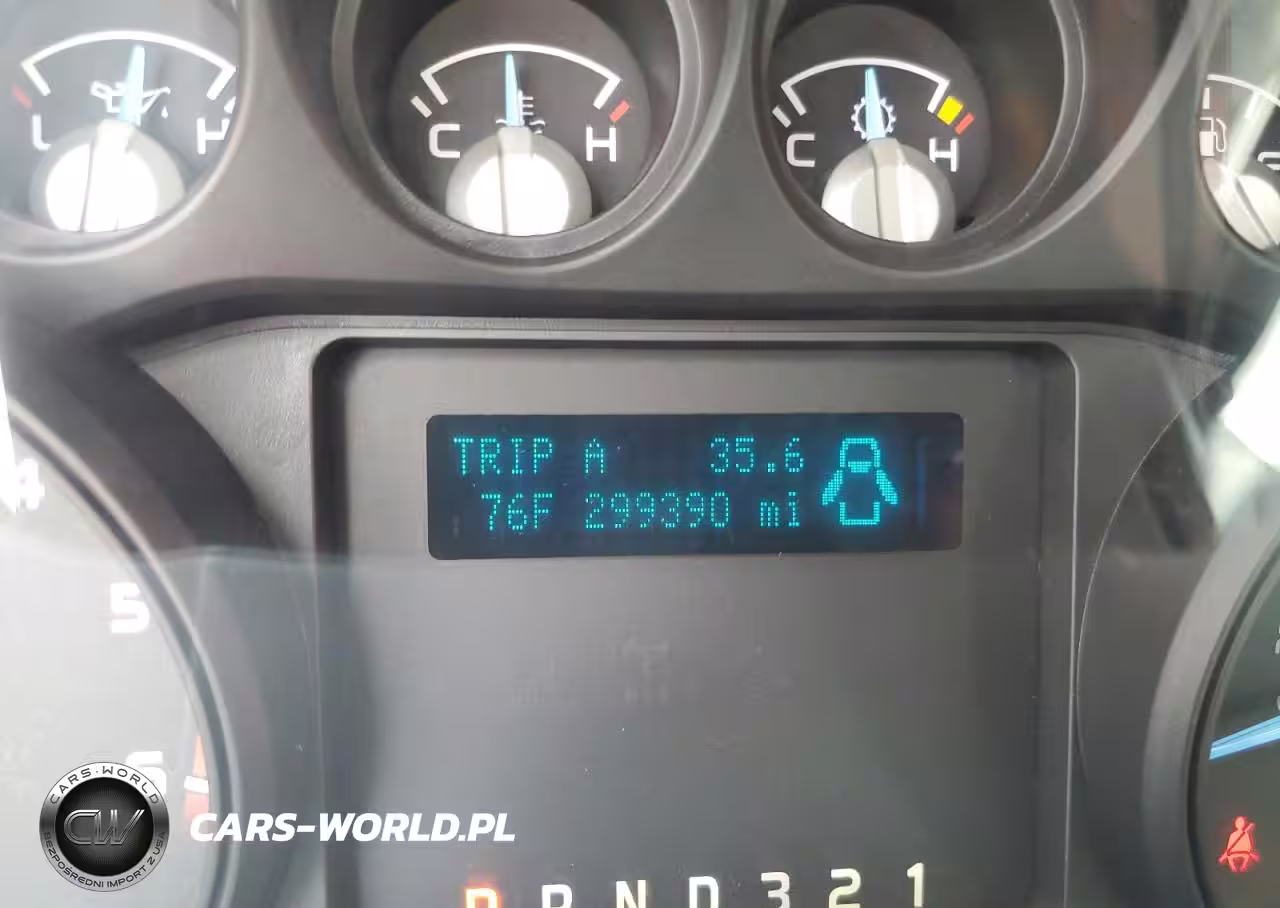 L H
C H
C H
TRIP A 35.6
76F 299390 mi
4
5
6
CARS-WORLD
CW
BEZPOŚREDNI IMPORT Z USA
CARS-WORLD.PL
P R N D 3 2 1